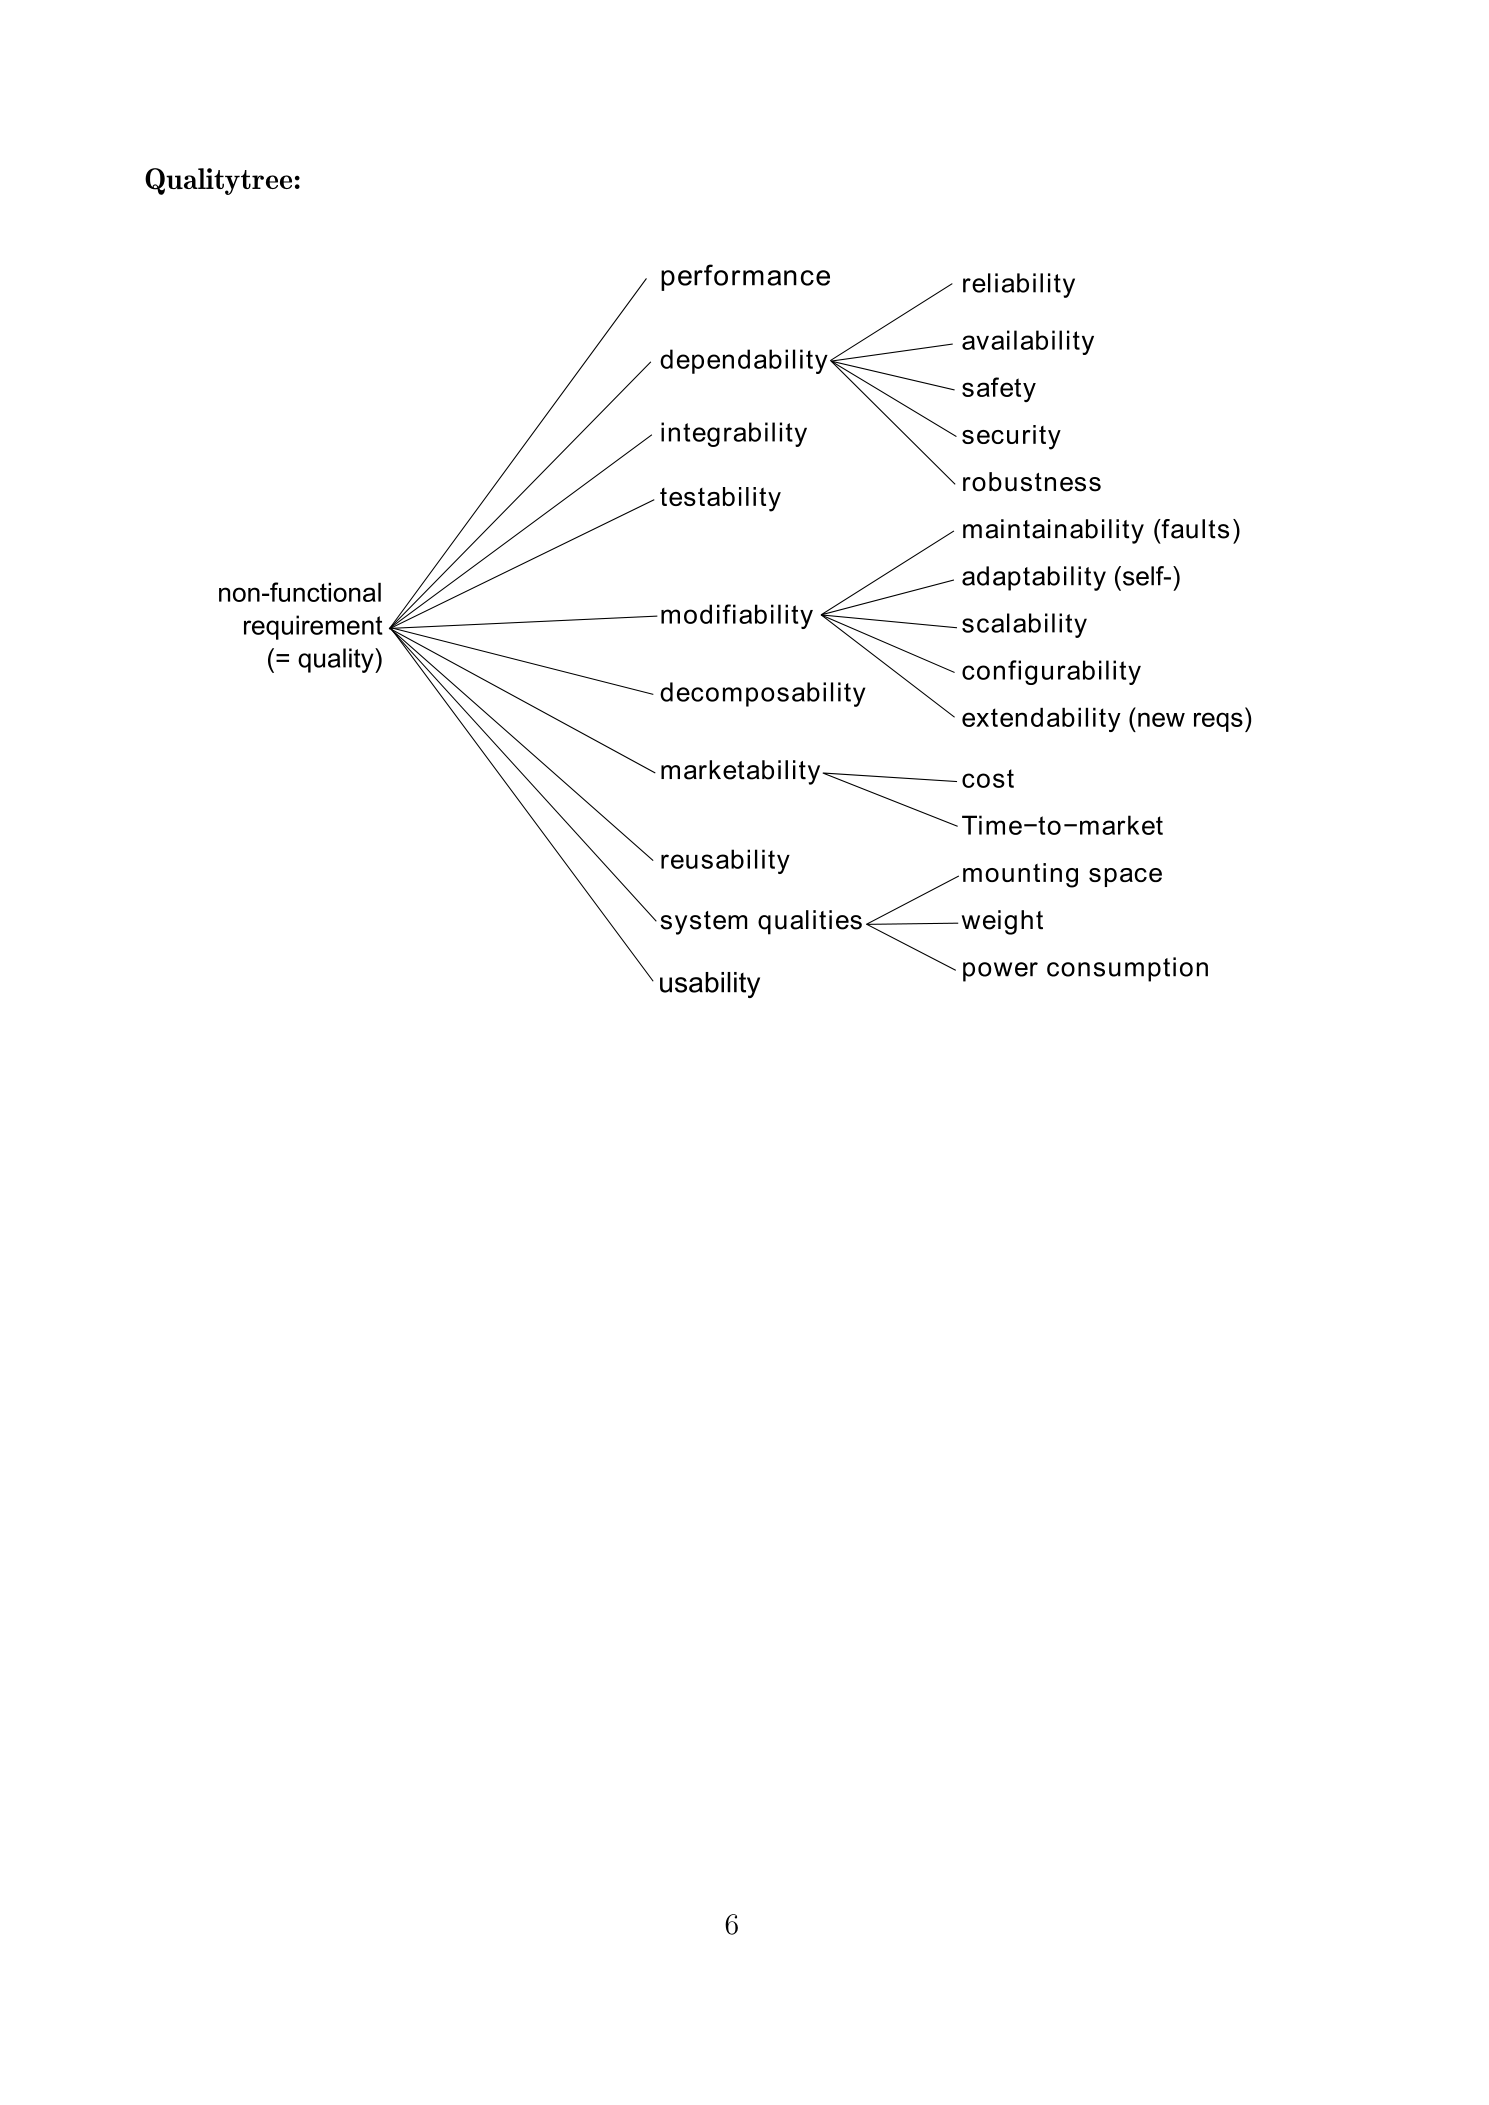 Qualitytree:
performance
reliability
dependability
availability
safety
integrability
security
testability
robustness
maintainability (faults)
non-functional
requirement
(= quality)
adaptability (self-)
modifiability
scalability
configurability
decomposability
extendability (new reqs)
marketability
cost
Time−to−market
reusability
mounting space
system qualities
weight
power consumption
usability
6